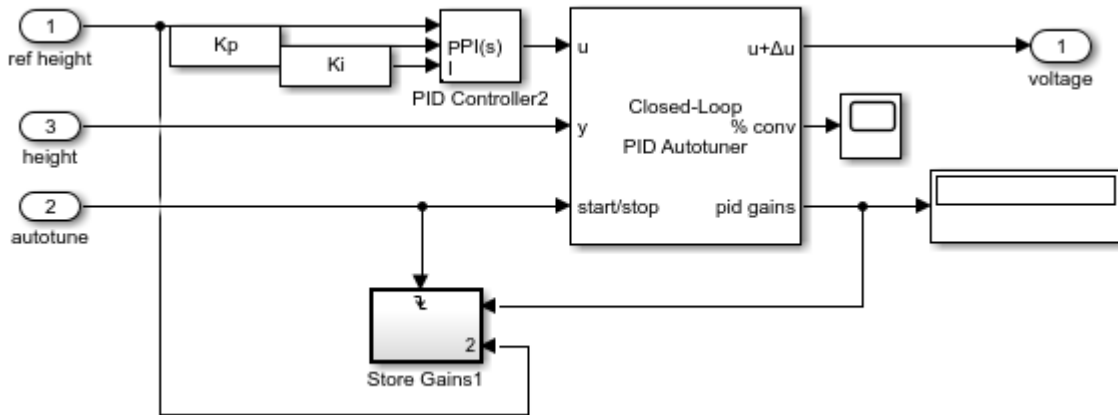 1
ref height
Kp
Ki
P PI(s)
I
PID Controller2
u
u+Δu
1
voltage
Closed-Loop
PID Autotuner
3
height
y
% conv
2
autotune
start/stop
pid gains
2
Store Gains1